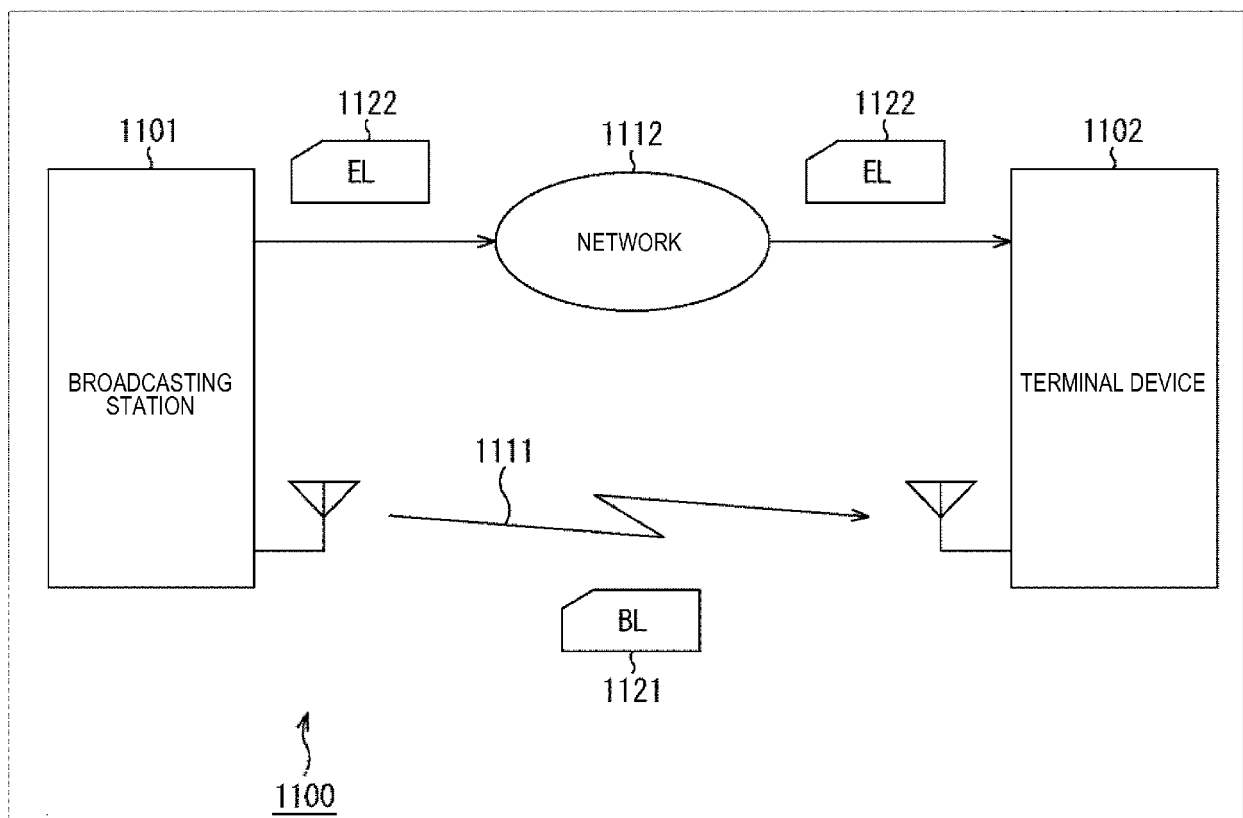 1122
1122
1101
1112
1102
EL
EL
NETWORK
BROADCASTING
STATION
TERMINAL DEVICE
1111
BL
1121
1100